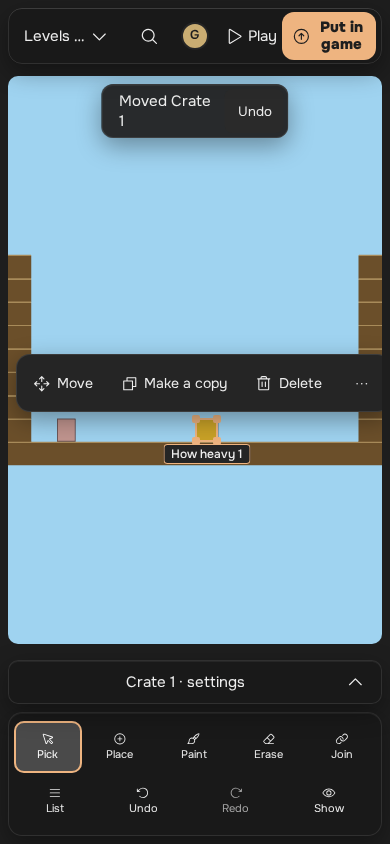 Levels ...
G
Play
Put in
game
Moved Crate
1
Undo
Move
Make a copy
Delete
...
How heavy 1
Crate 1 · settings
Pick
Place
Paint
Erase
Join
List
Undo
Redo
Show